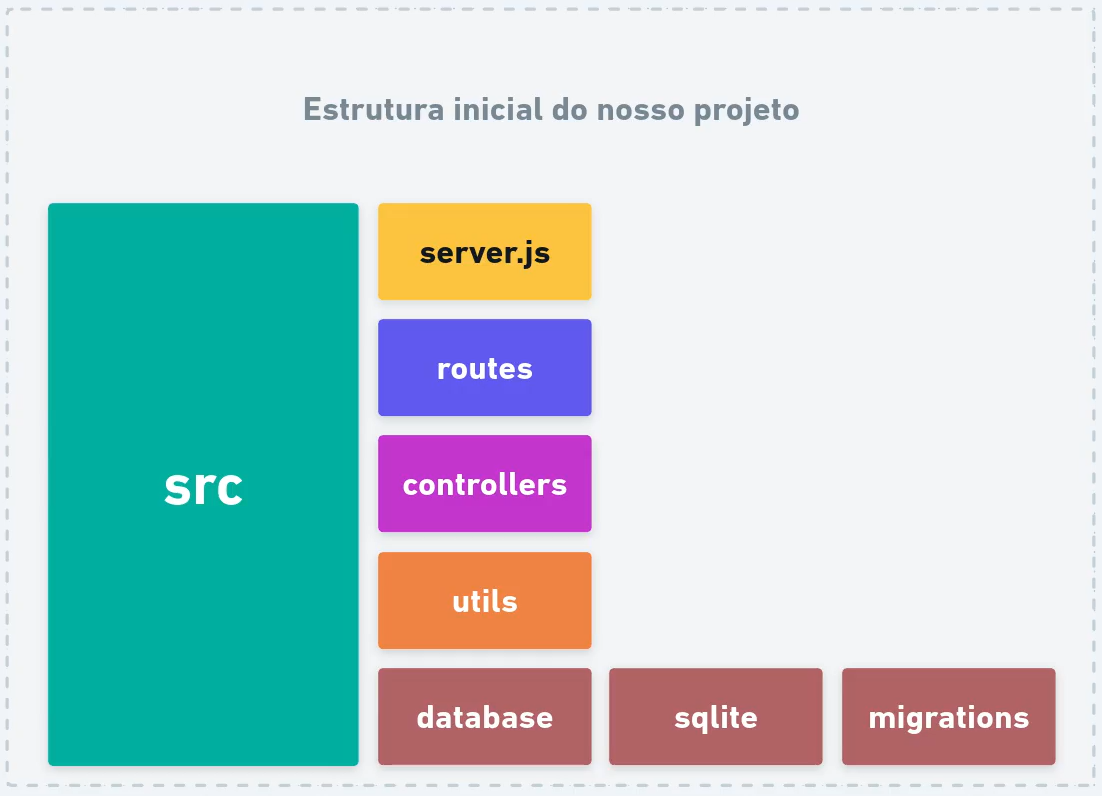 Estrutura inicial do nosso projeto
src
server.js
routes
controllers
utils
database
sqlite
migrations